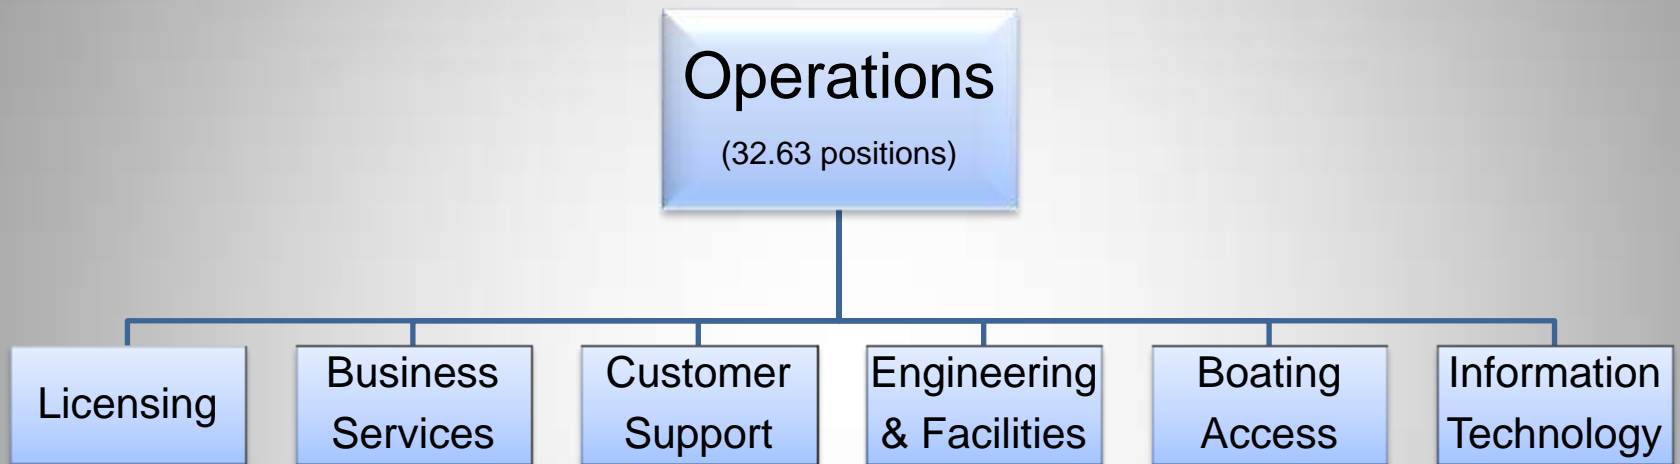 Operations
(32.63 positions)
Licensing
Business
Services
Customer
Support
Engineering
& Facilities
Boating
Access
Information
Technology